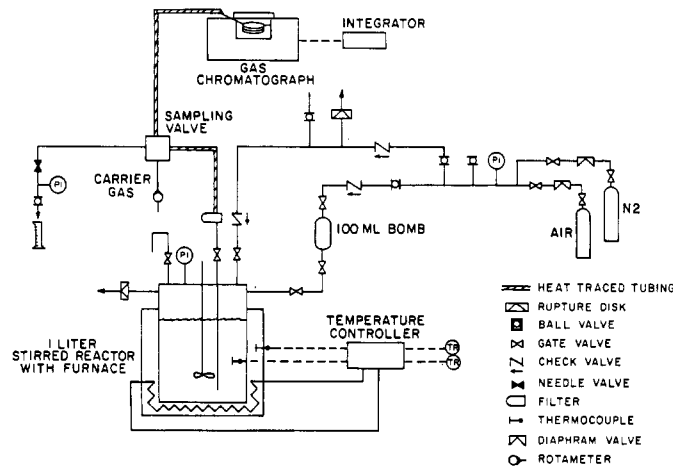 INTEGRATOR
GAS
CHROMATOGRAPH
SAMPLING
VALVE
PI
CARRIER
GAS
PI
PI
100 ML BOMB
AIR
N2
PI
1 LITER
STIRRED REACTOR
WITH FURNACE
TEMPERATURE
CONTROLLER
TR
TR
HEAT TRACED TUBING
RUPTURE DISK
BALL VALVE
GATE VALVE
CHECK VALVE
NEEDLE VALVE
FILTER
THERMOCOUPLE
DIAPHRAM VALVE
ROTAMETER